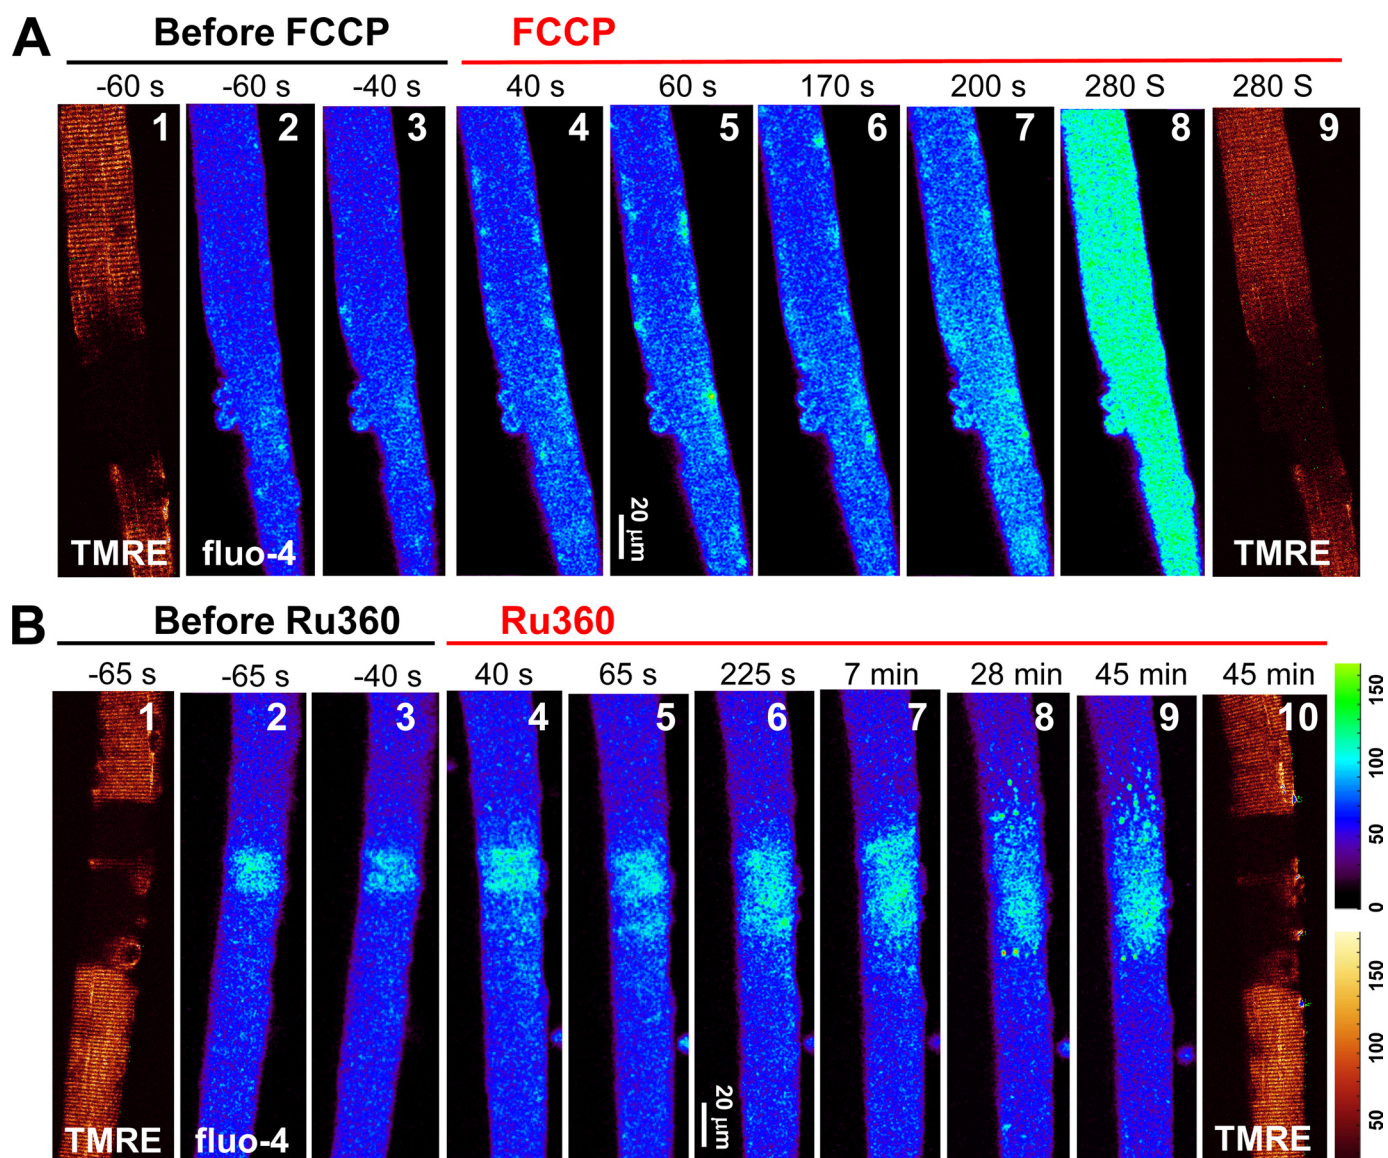 A
Before FCCP
FCCP
-60 s
-60 s
-40 s
40 s
60 s
170 s
200 s
280 S
280 S
1
2
3
4
5
6
7
8
9
20 µm
TMRE
fluo-4
TMRE
B
Before Ru360
Ru360
-65 s
-65 s
-40 s
40 s
65 s
225 s
7 min
28 min
45 min
45 min
1
2
3
4
5
6
7
8
9
10
150
100
50
0
150
100
50
20 µm
TMRE
fluo-4
TMRE